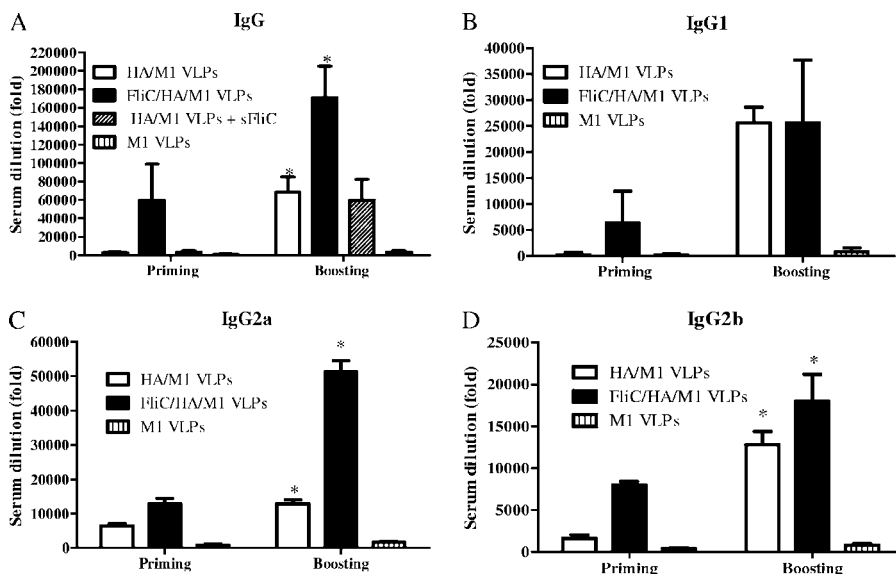 A
IgG
Serum dilution (fold)
220000
200000
180000
160000
140000
120000
100000
80000
60000
40000
20000
0
HA/M1 VLPs
FliC/HA/M1 VLPs
HA/M1 VLPs + sFliC
M1 VLPs
*
*
Priming
Boosting
B
IgG1
Serum dilution (fold)
40000
35000
30000
25000
20000
15000
10000
5000
0
HA/M1 VLPs
FliC/HA/M1 VLPs
M1 VLPs
Priming
Boosting
C
IgG2a
Serum dilution (fold)
60000
50000
40000
30000
20000
10000
0
HA/M1 VLPs
FliC/HA/M1 VLPs
M1 VLPs
*
*
Priming
Boosting
D
IgG2b
Serum dilution (fold)
25000
20000
15000
10000
5000
0
HA/M1 VLPs
FliC/HA/M1 VLPs
M1 VLPs
*
*
Priming
Boosting